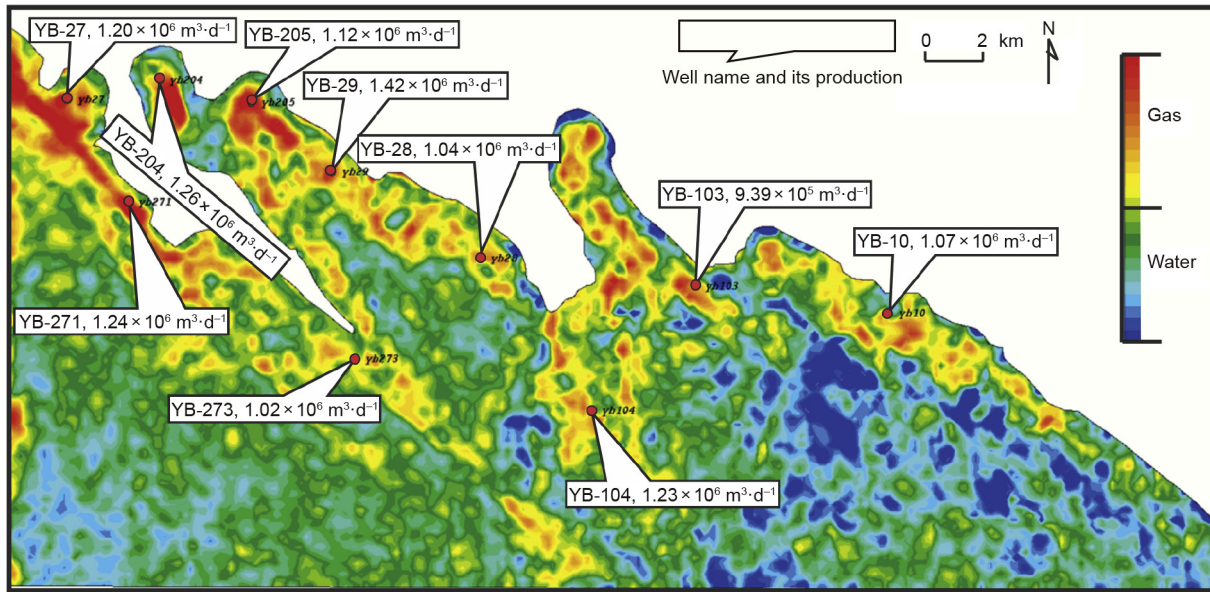 YB-27, 1.20 × 10⁶ m³·d⁻¹
YB-205, 1.12 × 10⁶ m³·d⁻¹
YB-29, 1.42 × 10⁶ m³·d⁻¹
YB-28, 1.04 × 10⁶ m³·d⁻¹
YB-204, 1.26 × 10⁶ m³·d⁻¹
YB-103, 9.39 × 10⁵ m³·d⁻¹
YB-10, 1.07 × 10⁶ m³·d⁻¹
YB-271, 1.24 × 10⁶ m³·d⁻¹
YB-273, 1.02 × 10⁶ m³·d⁻¹
YB-104, 1.23 × 10⁶ m³·d⁻¹
Well name and its production
0 2 km
N
Gas
Water
yb27
yb204
yb205
yb29
yb271
yb28
yb103
yb10
yb273
yb104